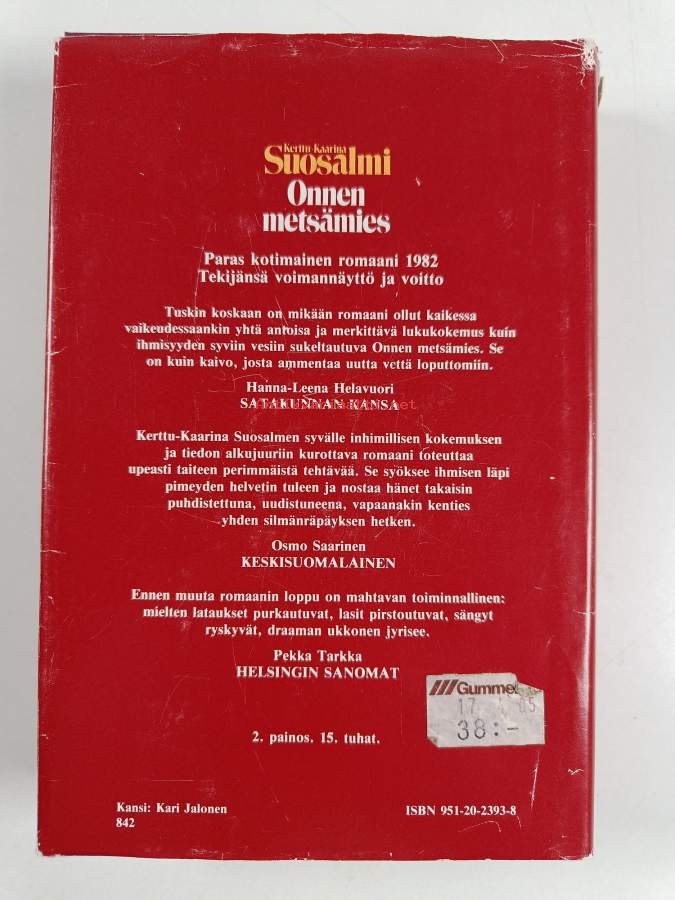 Kerttu-Kaarina
Suosalmi
Onnen
metsämies
Paras kotimainen romaani 1982
Tekijänsä voimannäyttö ja voitto
Tuskin koskaan on mikään romaani ollut kaikessa
vaikeudessaankin yhtä antoisa ja merkittävä lukukokemus kuin
ihmisyyden syviin vesiin sukeltautuva Onnen metsämies. Se
on kuin kaivo, josta ammentaa uutta vettä loputtomiin.
Hanna-Leena Helavuori
SATAKUNNAN KANSA
Kerttu-Kaarina Suosalmen syvälle inhimillisen kokemuksen
ja tiedon alkujuuriin kurottava romaani toteuttaa
upeasti taiteen perimmäistä tehtävää. Se syöksee ihmisen läpi
pimeyden helvetin tuleen ja nostaa hänet takaisin
puhdistettuna, uudistuneena, vapaanakin kenties
yhden silmänräpäyksen hetken.
Osmo Saarinen
KESKISUOMALAINEN
Ennen muuta romaanin loppu on mahtavan toiminnallinen:
mielten lataukset purkautuvat, lasit pirstoutuvat, sängyt
ryskyvät, draaman ukkonen jyrisee.
Pekka Tarkka
HELSINGIN SANOMAT
Gumme
17 05
38:-
2. painos. 15. tuhat.
Kansi: Kari Jalonen
842
ISBN 951-20-2393-8